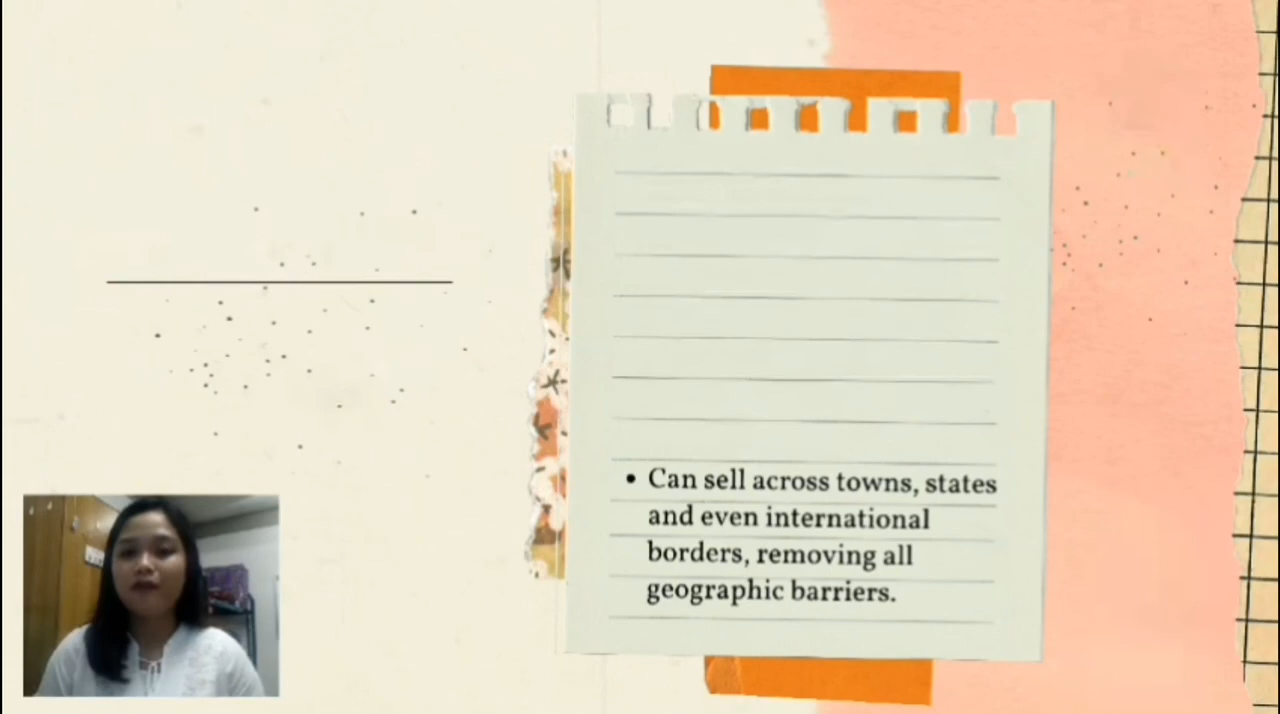 • Can sell across towns, states
and even international
borders, removing all
geographic barriers.